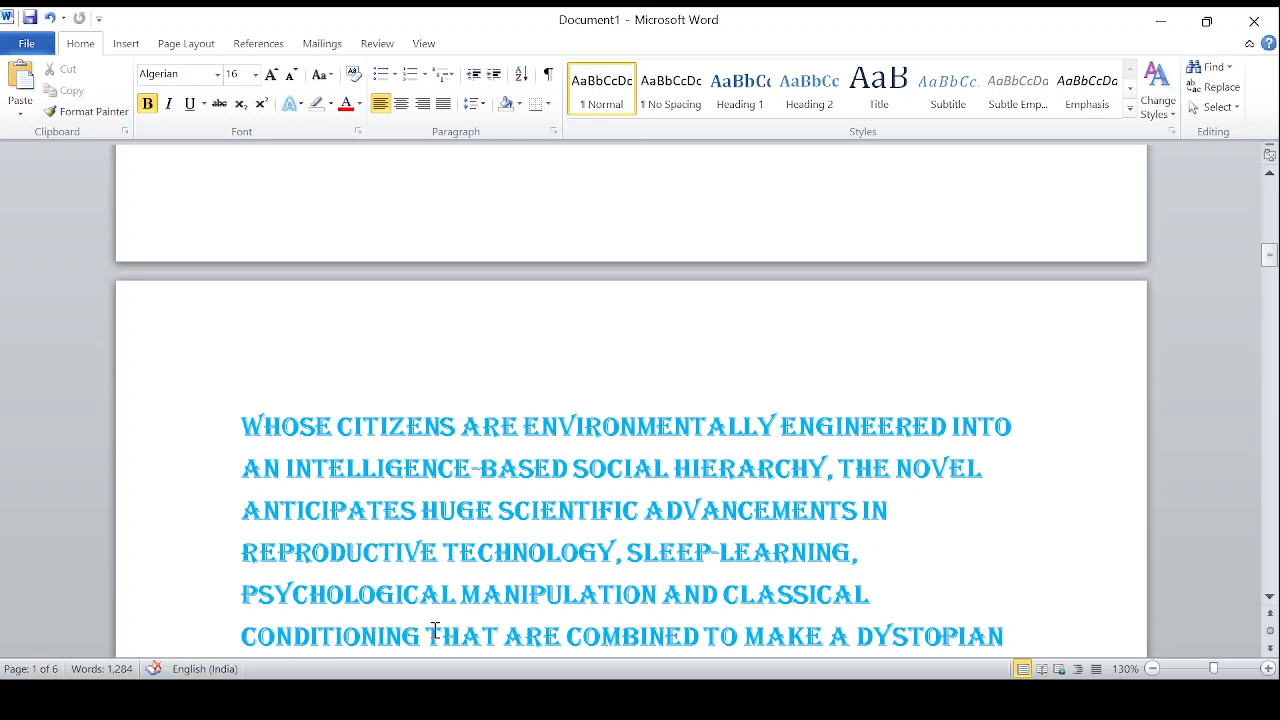 Document1 - Microsoft Word
File Home Insert Page Layout References Mailings Review View
Paste
Cut
Copy
Format Painter
Clipboard
Algerian 16
Font
Paragraph
AaBbCcDc AaBbCcDc AaBbCc AaBbCc AaB AaBbCc. AaBbCcDc AaBbCcDc
¶ Normal ¶ No Spacing Heading 1 Heading 2 Title Subtitle Subtle Em... Emphasis
Styles
Change
Styles
Find
Replace
Select
Editing
WHOSE CITIZENS ARE ENVIRONMENTALLY ENGINEERED INTO
AN INTELLIGENCE-BASED SOCIAL HIERARCHY, THE NOVEL
ANTICIPATES HUGE SCIENTIFIC ADVANCEMENTS IN
REPRODUCTIVE TECHNOLOGY, SLEEP-LEARNING,
PSYCHOLOGICAL MANIPULATION AND CLASSICAL
CONDITIONING THAT ARE COMBINED TO MAKE A DYSTOPIAN
Page: 1 of 6 Words: 1,284 English (India) 130%